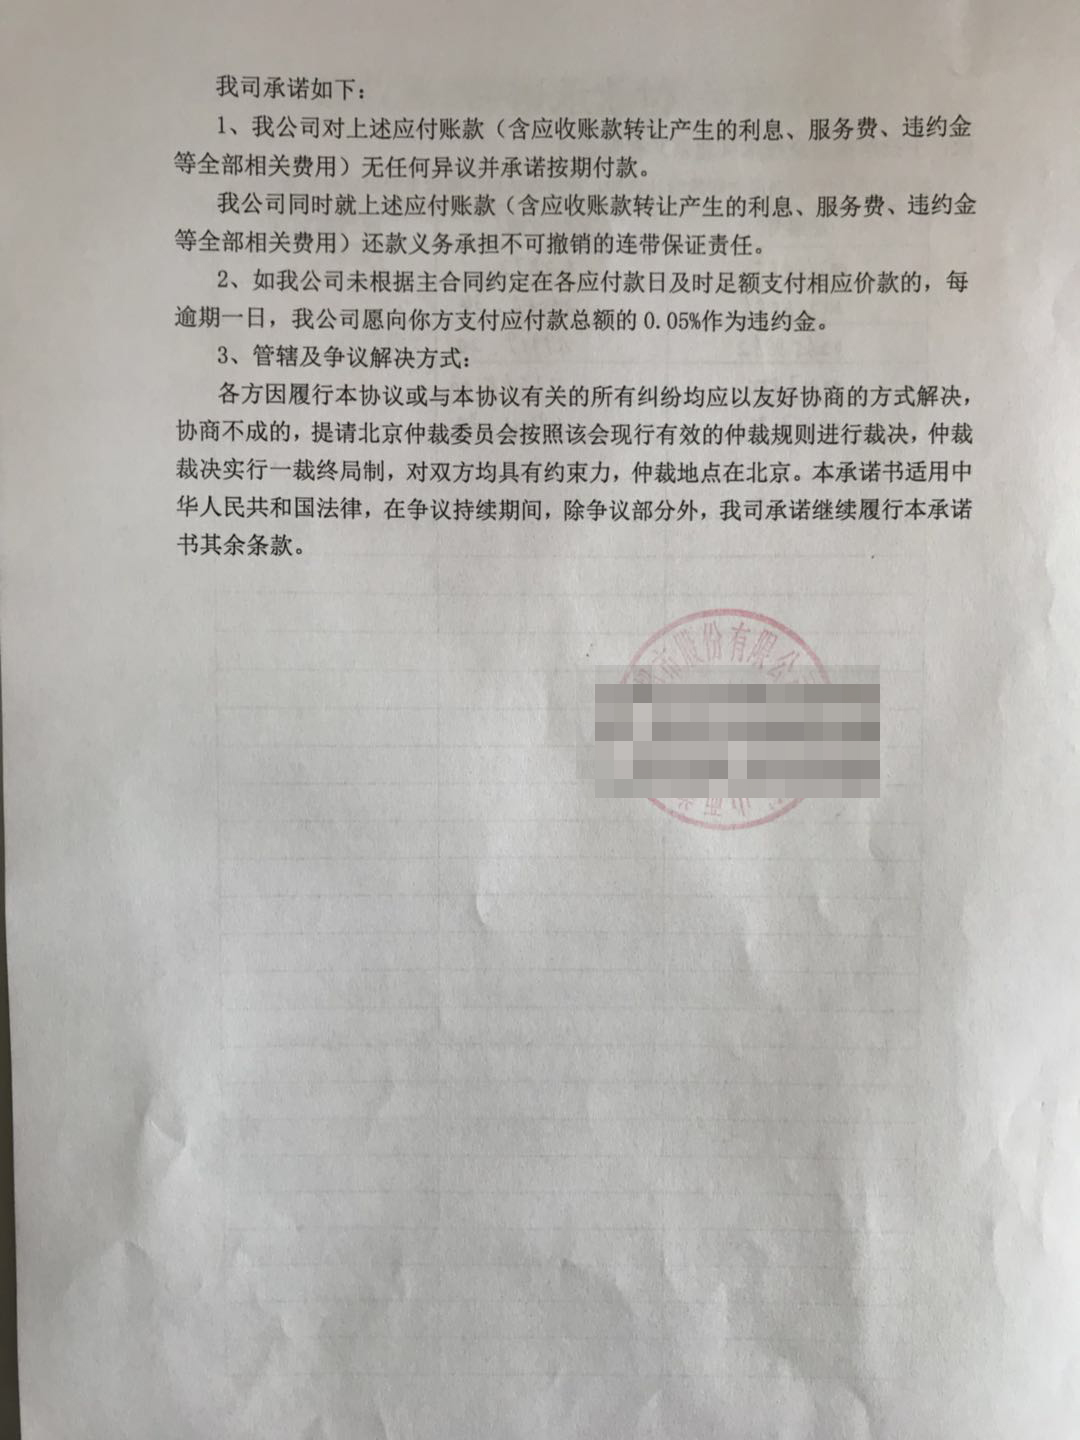 我司承诺如下：
1、我公司对上述应付账款（含应收账款转让产生的利息、服务费、违约金
等全部相关费用）无任何异议并承诺按期付款。
我公司同时就上述应付账款（含应收账款转让产生的利息、服务费、违约金
等全部相关费用）还款义务承担不可撤销的连带保证责任。
2、如我公司未根据主合同约定在各应付款日及时足额支付相应价款的，每
逾期一日，我公司愿向你方支付应付款总额的 0.05%作为违约金。
3、管辖及争议解决方式：
各方因履行本协议或与本协议有关的所有纠纷均应以友好协商的方式解决，
协商不成的，提请北京仲裁委员会按照该会现行有效的仲裁规则进行裁决，仲裁
裁决实行一裁终局制，对双方均具有约束力，仲裁地点在北京。本承诺书适用中
华人民共和国法律，在争议持续期间，除争议部分外，我司承诺继续履行本承诺
书其余条款。
市股份有限公